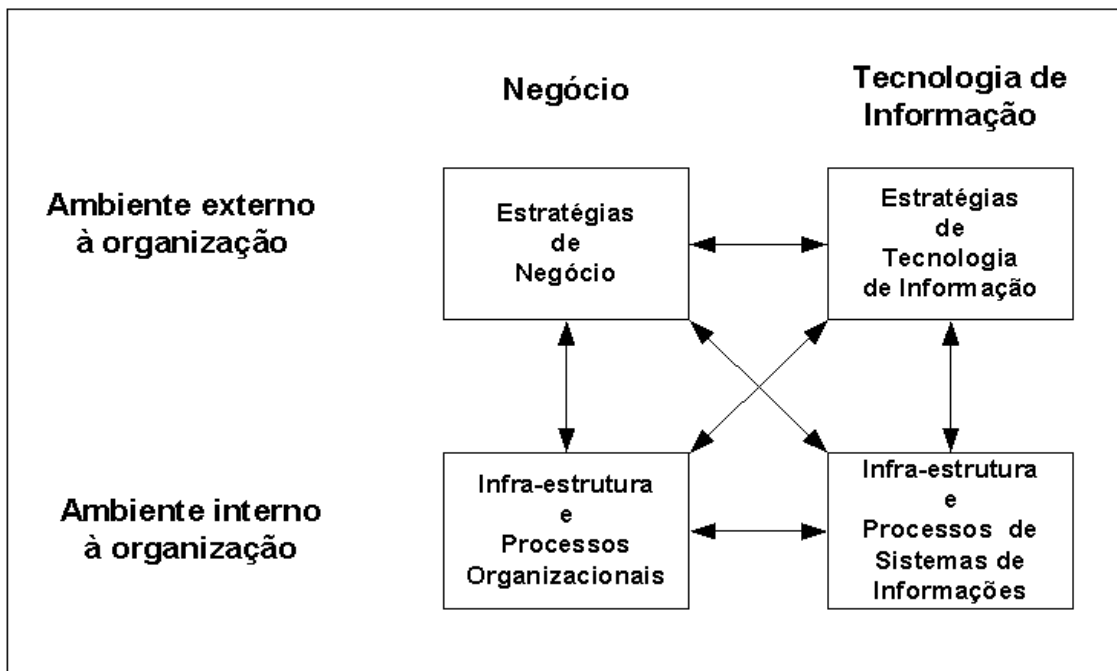 Negócio
Tecnologia de
Informação
Ambiente externo
à organização
Estratégias
de
Negócio
Estratégias
de
Tecnologia
de Informação
Ambiente interno
à organização
Infra-estrutura
e
Processos
Organizacionais
Infra-estrutura
e
Processos de
Sistemas de
Informações